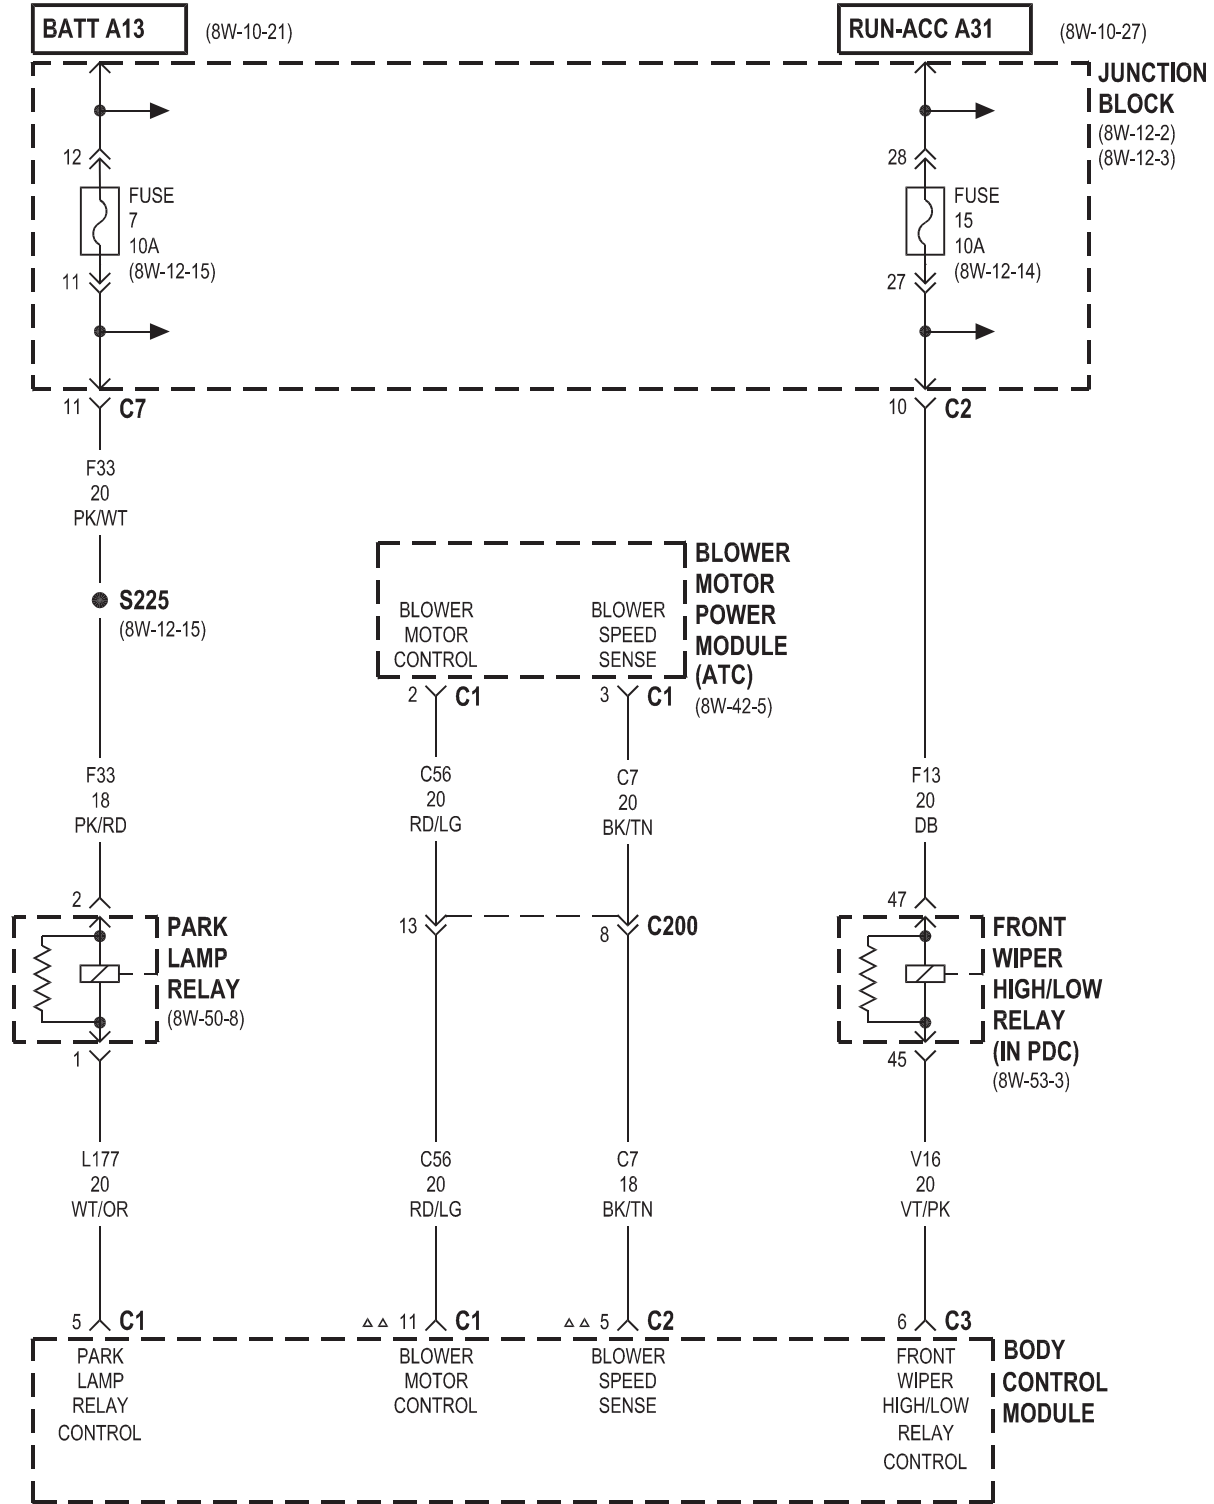 BATT A13 (8W-10-21)
RUN-ACC A31 (8W-10-27)
JUNCTION
BLOCK
(8W-12-2)
(8W-12-3)
12
FUSE
7
10A
(8W-12-15)
11
28
FUSE
15
10A
(8W-12-14)
27
11 C7
10 C2
F33
20
PK/WT
S225
(8W-12-15)
BLOWER
MOTOR
CONTROL
BLOWER
SPEED
SENSE
BLOWER
MOTOR
POWER
MODULE
(ATC)
(8W-42-5)
2 C1
3 C1
F33
18
PK/RD
C56
20
RD/LG
C7
20
BK/TN
F13
20
DB
2
PARK
LAMP
RELAY
(8W-50-8)
1
13
8
C200
47
FRONT
WIPER
HIGH/LOW
RELAY
(IN PDC)
(8W-53-3)
45
L177
20
WT/OR
C56
20
RD/LG
C7
18
BK/TN
V16
20
VT/PK
5 C1
△△ 11 C1
△△ 5 C2
6 C3
PARK
LAMP
RELAY
CONTROL
BLOWER
MOTOR
CONTROL
BLOWER
SPEED
SENSE
FRONT
WIPER
HIGH/LOW
RELAY
CONTROL
BODY
CONTROL
MODULE